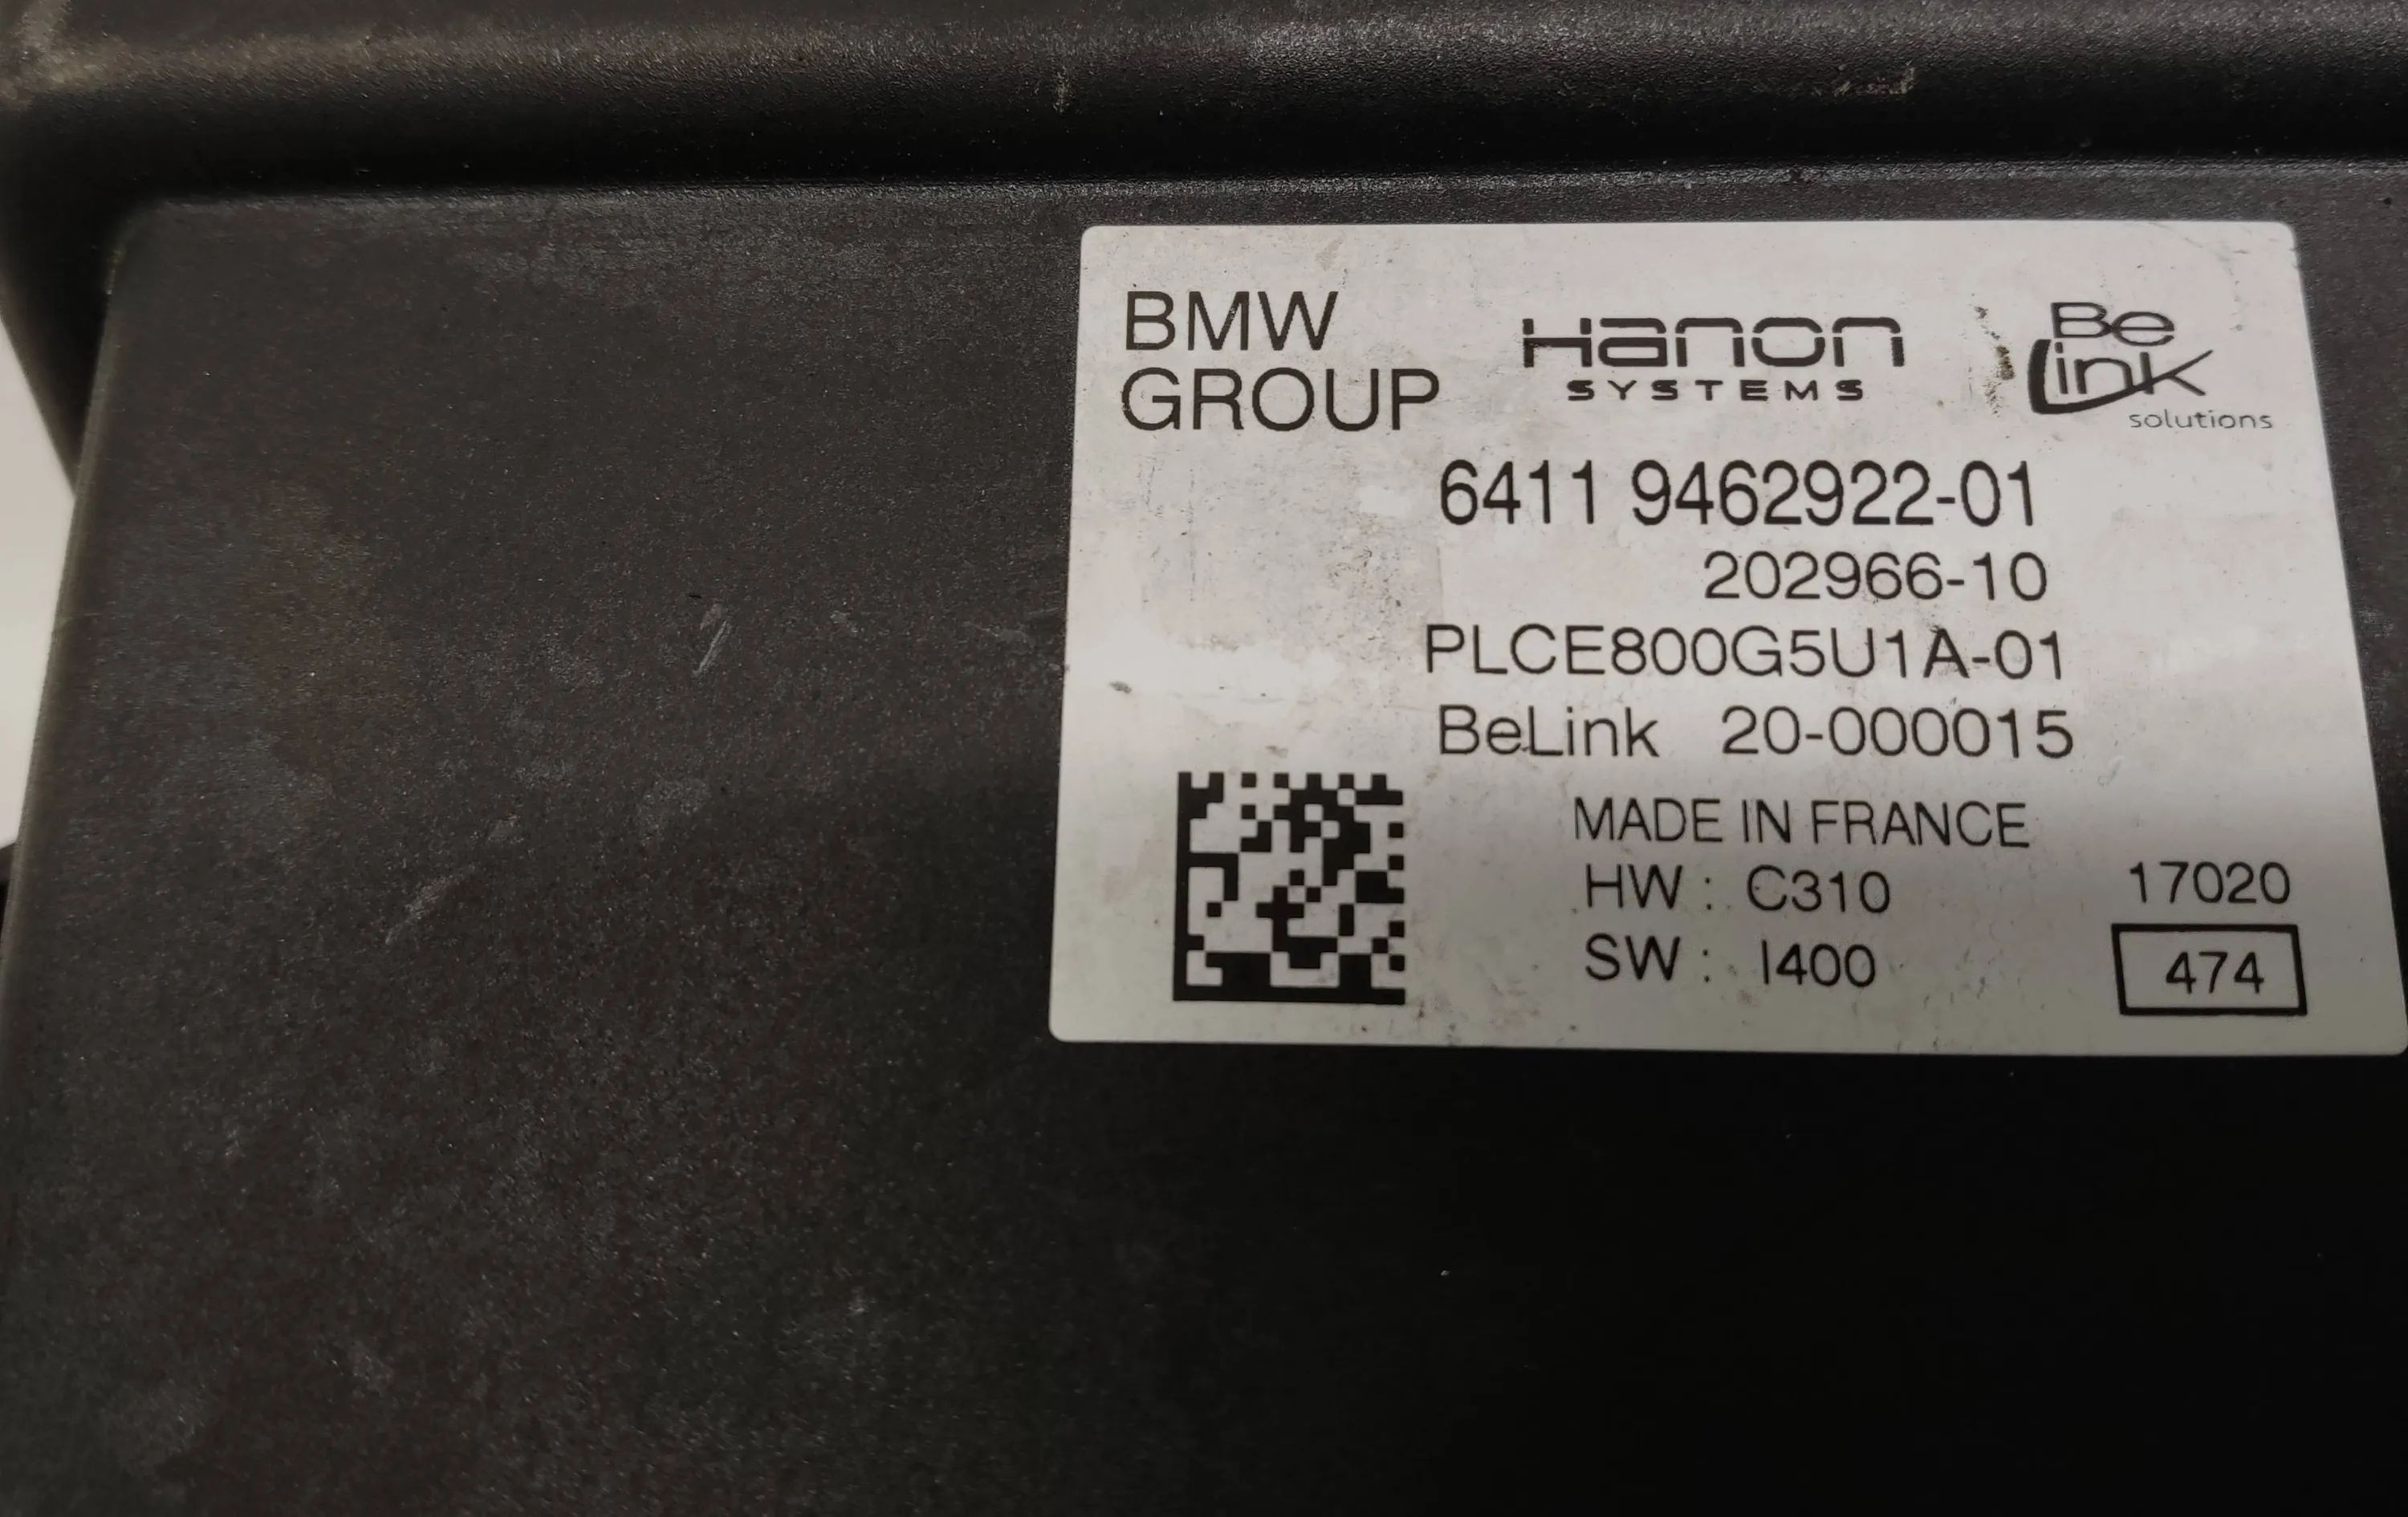 BMW
GROUP
Hanon
SYSTEMS
Be
Link
solutions
6411 9462922-01
202966-10
PLCE800G5U1A-01
BeLink 20-000015
MADE IN FRANCE
HW : C310
17020
SW : I400
474